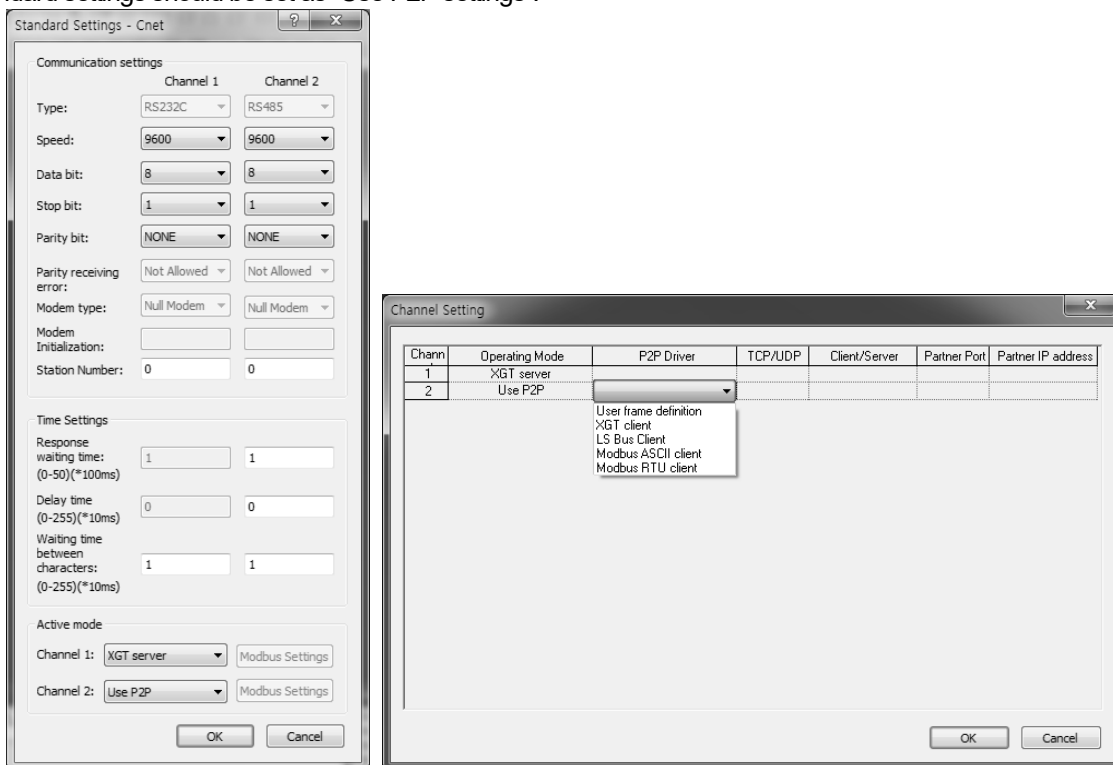 Standard Settings - Cnet
Communication settings
Channel 1 Channel 2
Type: RS232C RS485
Speed: 9600 9600
Data bit: 8 8
Stop bit: 1 1
Parity bit: NONE NONE
Parity receiving error: Not Allowed Not Allowed
Modem type: Null Modem Null Modem
Modem Initialization:
Station Number: 0 0
Time Settings
Response
waiting time: 1 1
(0-50)(*100ms)
Delay time 0 0
(0-255)(*10ms)
Waiting time
between
characters: 1 1
(0-255)(*10ms)
Active mode
Channel 1: XGT server Modbus Settings
Channel 2: Use P2P Modbus Settings
OK Cancel
Channel Setting
Chann Operating Mode P2P Driver TCP/UDP Client/Server Partner Port Partner IP address
1 XGT server
2 Use P2P
User frame definition
XGT client
LS Bus Client
Modbus ASCII client
Modbus RTU client
OK Cancel